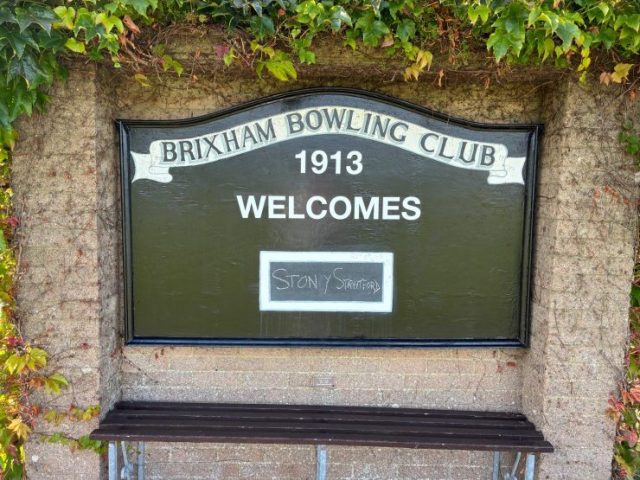 BRIXHAM BOWLING CLUB
1913
WELCOMES
STONY STRATFORD